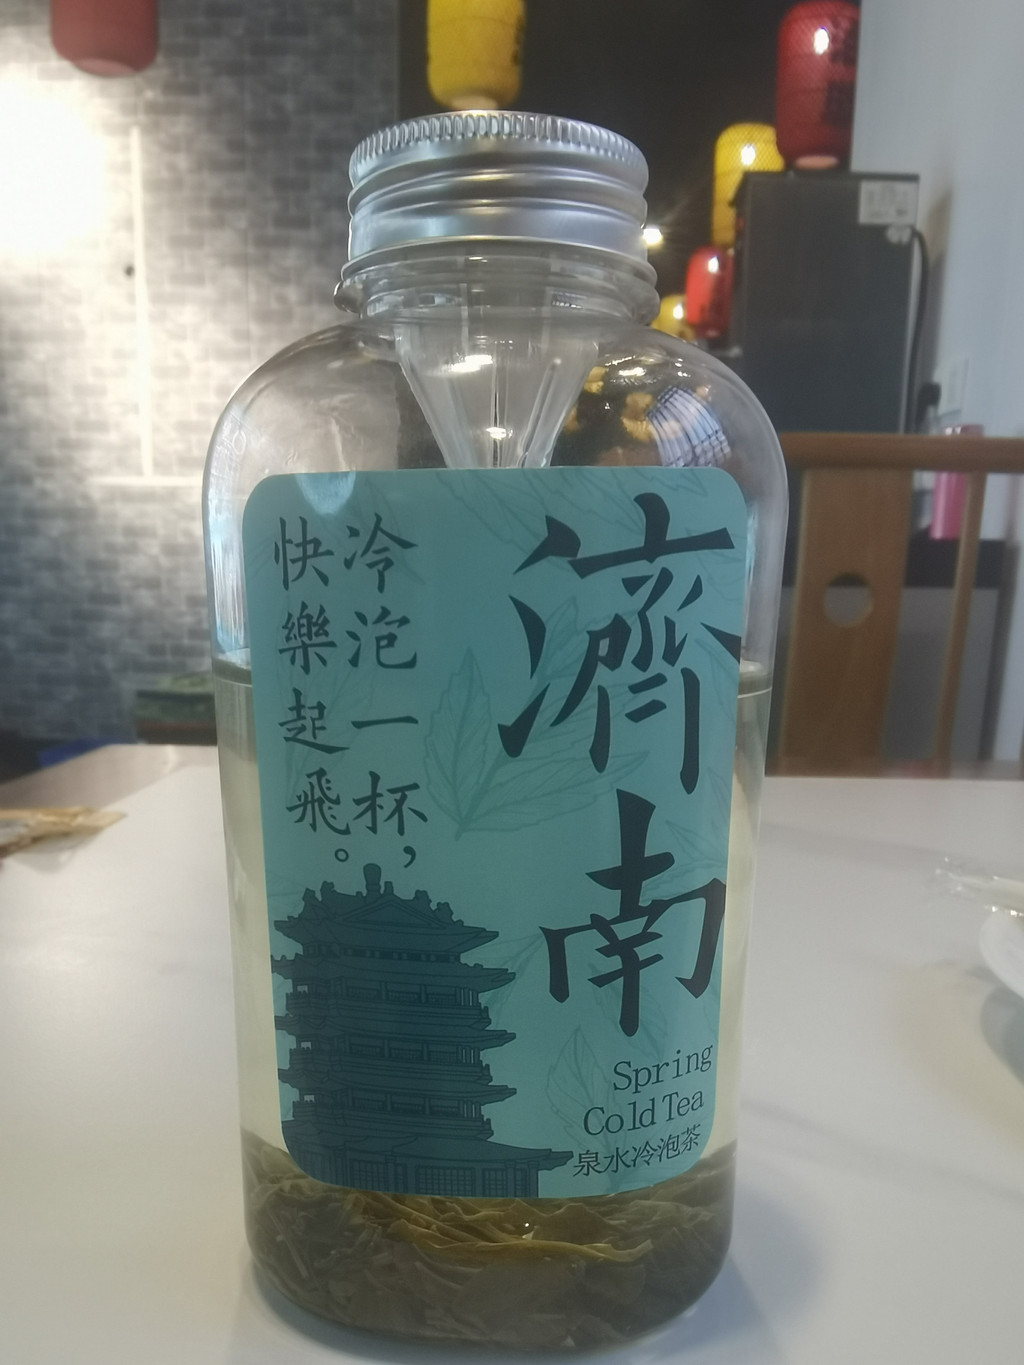 濟南
冷泡一杯，
快樂起飛。
Spring
Cold Tea
泉水冷泡茶